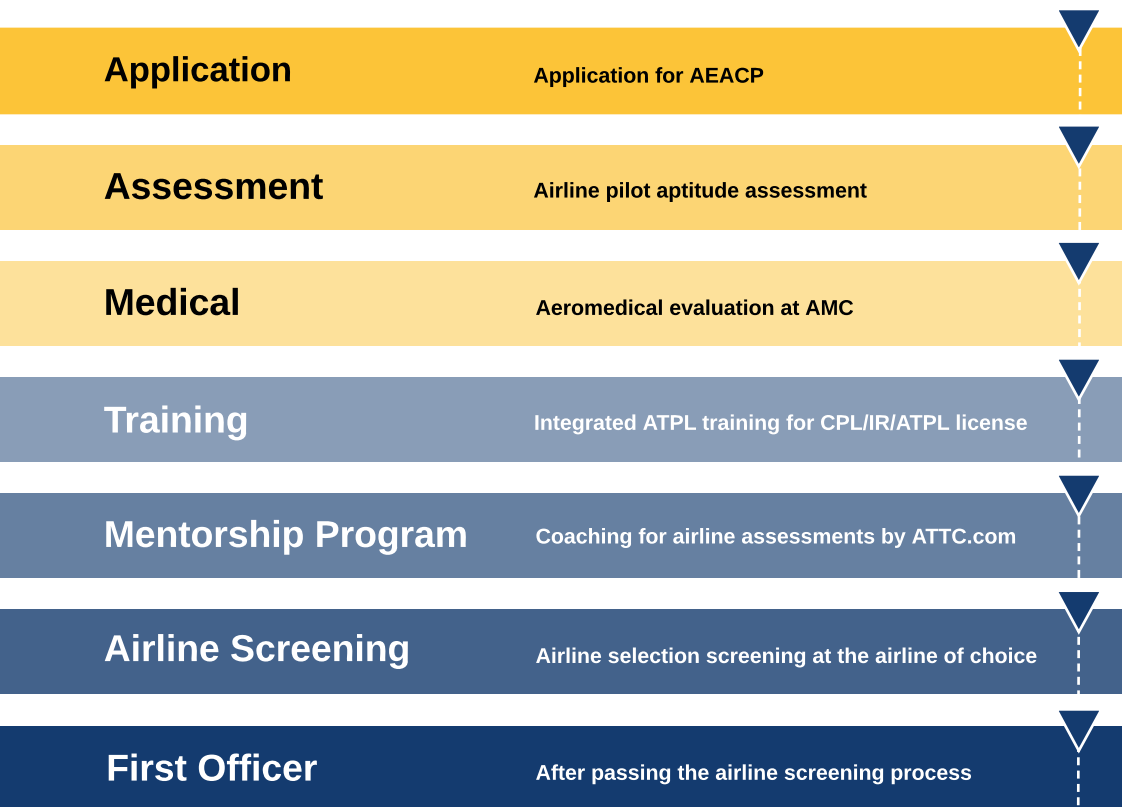 Application
Application for AEACP
Assessment
Airline pilot aptitude assessment
Medical
Aeromedical evaluation at AMC
Training
Integrated ATPL training for CPL/IR/ATPL license
Mentorship Program
Coaching for airline assessments by ATTC.com
Airline Screening
Airline selection screening at the airline of choice
First Officer
After passing the airline screening process